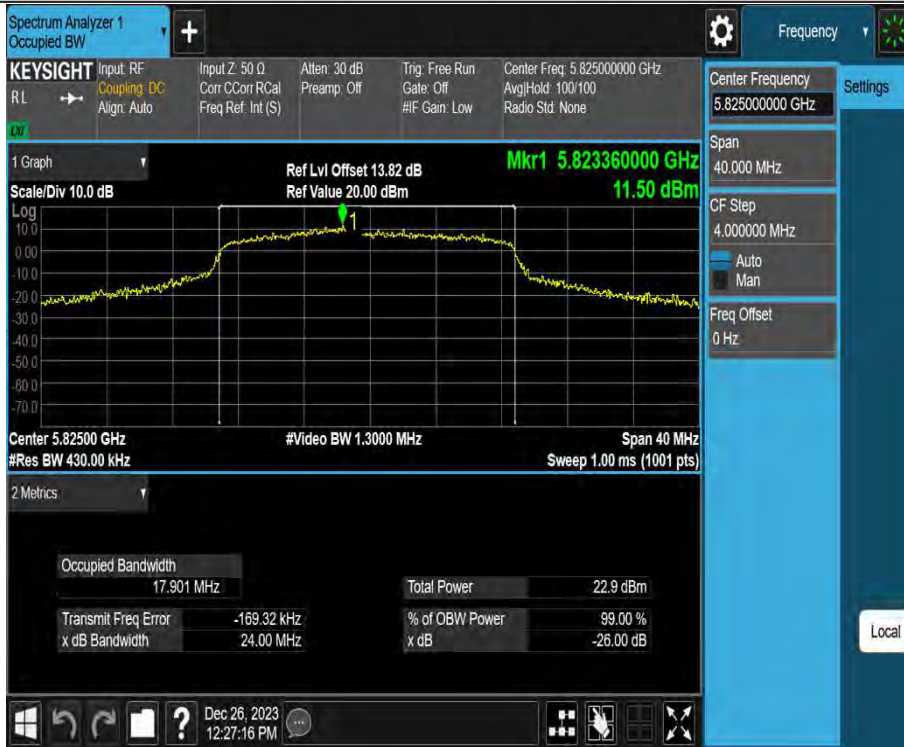 Spectrum Analyzer 1
Occupied BW
+
Frequency
KEYSIGHT
RL
LXI
Input: RF
Coupling: DC
Align: Auto
Input Z: 50 Ω
Corr CCorr RCal
Freq Ref: Int (S)
Atten: 30 dB
Preamp: Off
Trig: Free Run
Gate: Off
#IF Gain: Low
Center Freq: 5.825000000 GHz
Avg|Hold: 100/100
Radio Std: None
Center Frequency
5.825000000 GHz
Settings
Span
40.000 MHz
CF Step
4.000000 MHz
Auto
Man
Freq Offset
0 Hz
Local
1 Graph
Scale/Div 10.0 dB
Ref Lvl Offset 13.82 dB
Ref Value 20.00 dBm
Mkr1 5.823360000 GHz
11.50 dBm
Log
1
10.0
0.00
-10.0
-20.0
-30.0
-40.0
-50.0
-60.0
-70.0
Center 5.82500 GHz
#Res BW 430.00 kHz
#Video BW 1.3000 MHz
Span 40 MHz
Sweep 1.00 ms (1001 pts)
2 Metrics
Occupied Bandwidth
17.901 MHz
Total Power 22.9 dBm
Transmit Freq Error -169.32 kHz
% of OBW Power 99.00 %
x dB Bandwidth 24.00 MHz
x dB -26.00 dB
?
Dec 26, 2023
12:27:16 PM